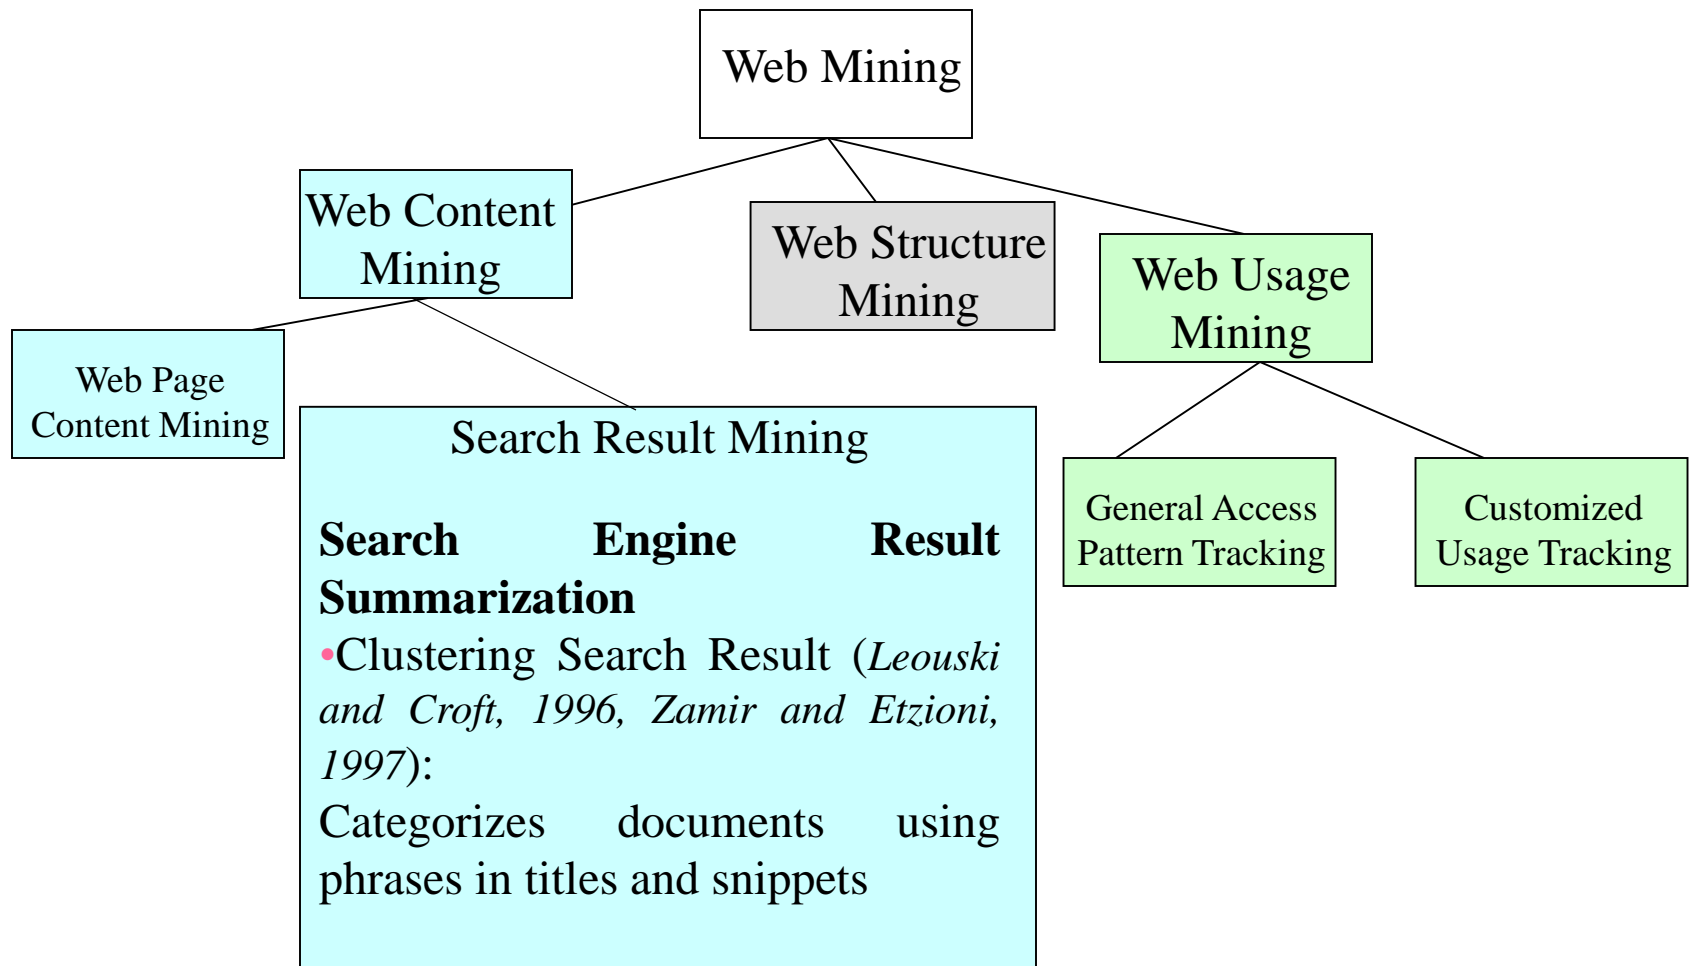 Web Mining
Web Content
Mining
Web Structure
Mining
Web Usage
Mining
Web Page
Content Mining
Search Result Mining
Search Engine Result
Summarization
•Clustering Search Result (Leouski
and Croft, 1996, Zamir and Etzioni,
1997):
Categorizes documents using
phrases in titles and snippets
General Access
Pattern Tracking
Customized
Usage Tracking